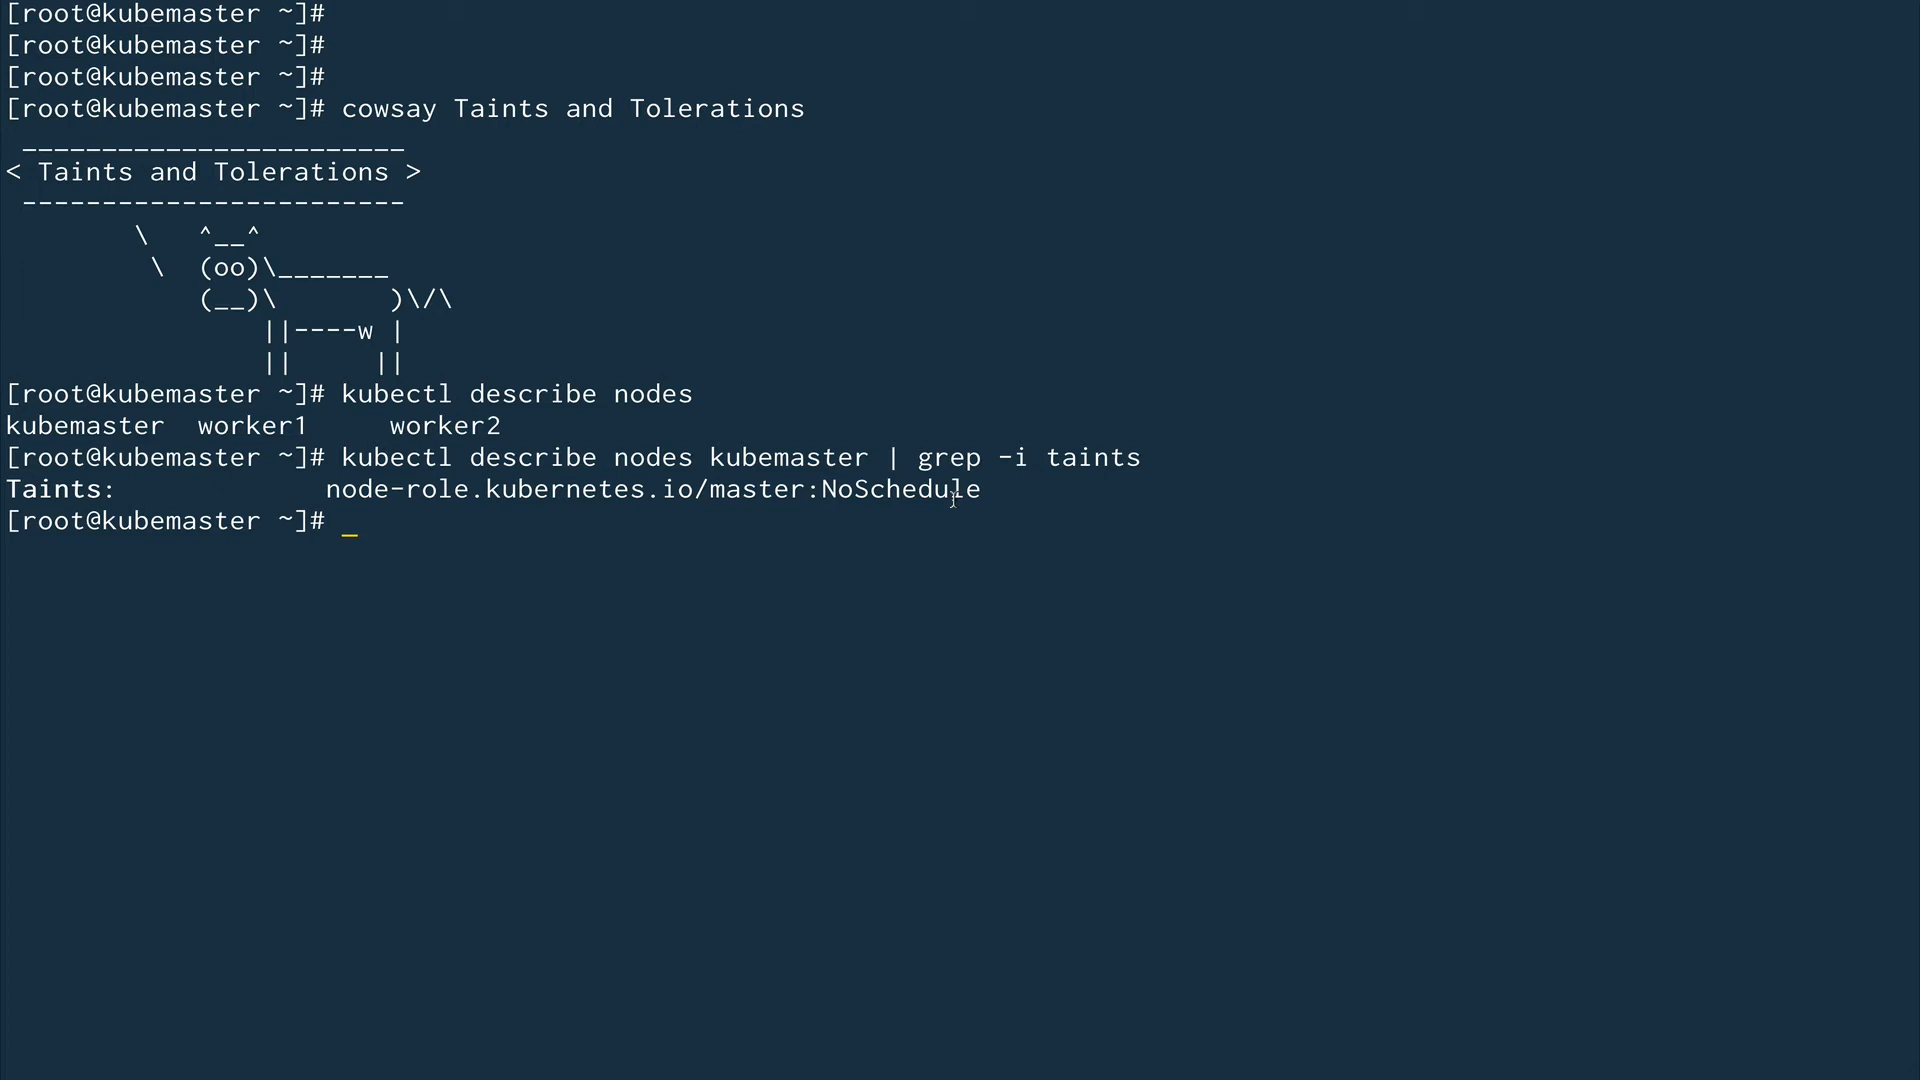 [root@kubemaster ~]#
[root@kubemaster ~]#
[root@kubemaster ~]#
[root@kubemaster ~]# cowsay Taints and Tolerations
 ________________________
< Taints and Tolerations >
 ------------------------
        \   ^__^
         \  (oo)\_______
            (__)\       )\/\
                ||----w |
                ||     ||
[root@kubemaster ~]# kubectl describe nodes
kubemaster  worker1     worker2
[root@kubemaster ~]# kubectl describe nodes kubemaster | grep -i taints
Taints:             node-role.kubernetes.io/master:NoSchedule
[root@kubemaster ~]# _